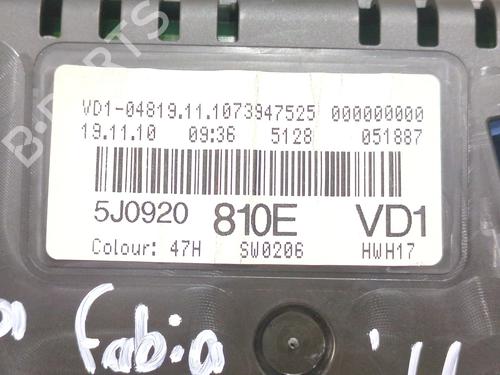 VD1-04819.11.1073947525 000000000
19.11.10 09:36 5128 051887
5J0920 810E VD1
Colour: 47H SW0206 HWH17
Fabia